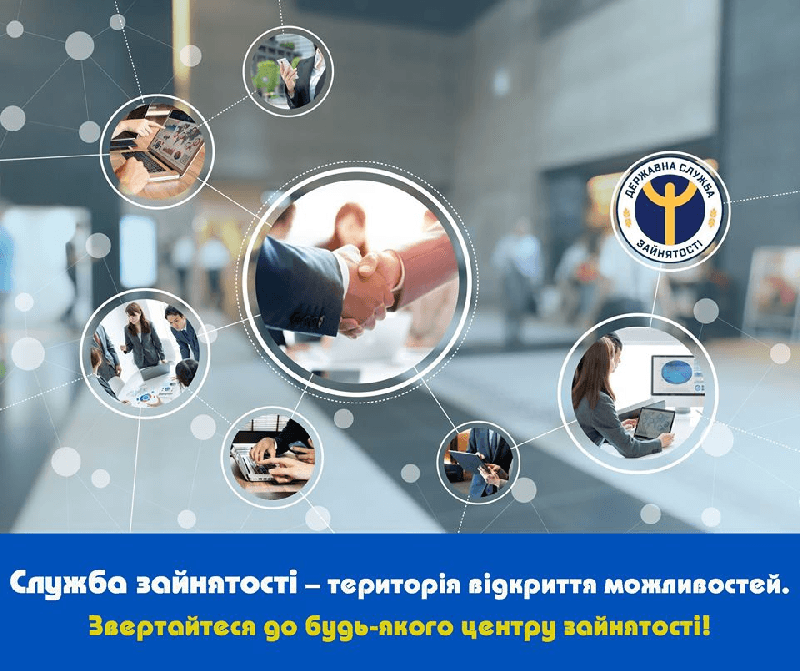 ДЕРЖАВНА СЛУЖБА
ЗАЙНЯТОСТІ
Служба зайнятості – територія відкриття можливостей.
Звертайтеся до будь-якого центру зайнятості!